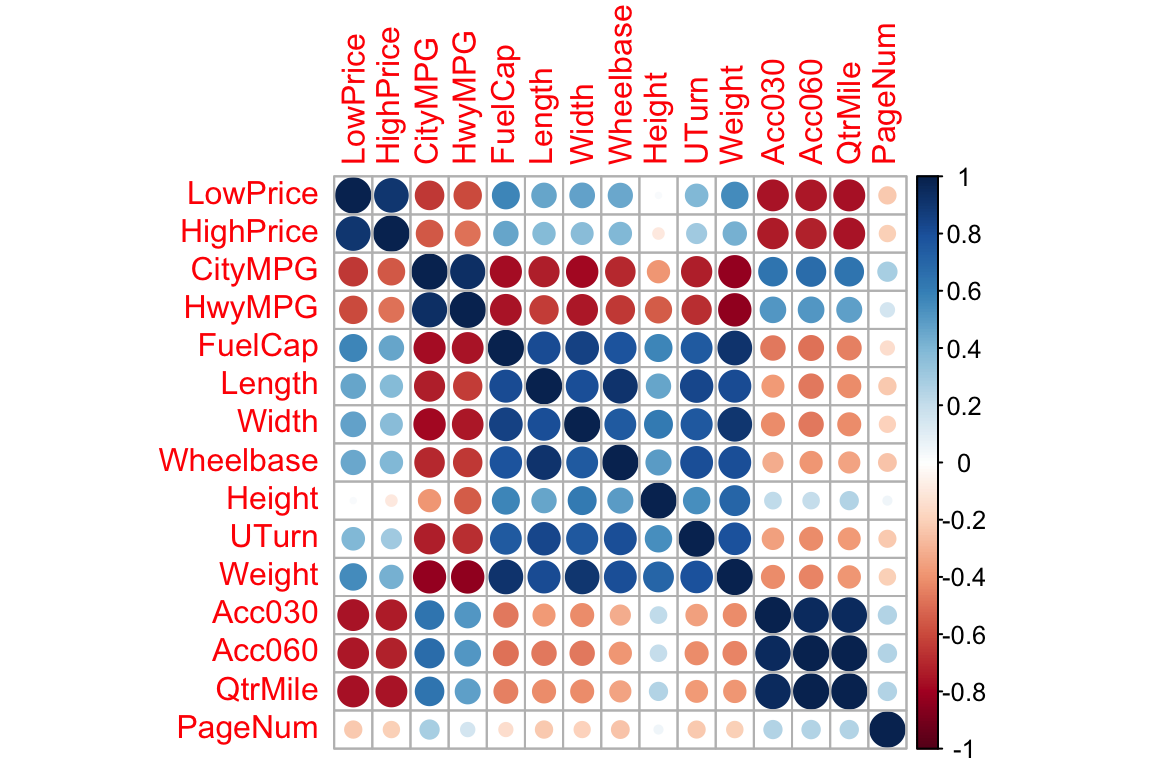 LowPrice
HighPrice
CityMPG
HwyMPG
FuelCap
Length
Width
Wheelbase
Height
UTurn
Weight
Acc030
Acc060
QtrMile
PageNum
LowPrice
HighPrice
CityMPG
HwyMPG
FuelCap
Length
Width
Wheelbase
Height
UTurn
Weight
Acc030
Acc060
QtrMile
PageNum
1
0.8
0.6
0.4
0.2
0
-0.2
-0.4
-0.6
-0.8
-1